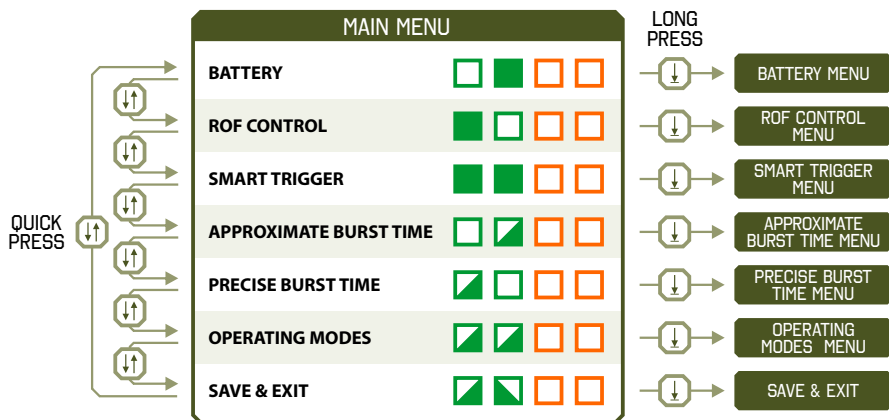 MAIN MENU
LONG
PRESS
BATTERY
BATTERY MENU
ROF CONTROL
ROF CONTROL
MENU
SMART TRIGGER
SMART TRIGGER
MENU
QUICK
PRESS
APPROXIMATE BURST TIME
APPROXIMATE
BURST TIME MENU
PRECISE BURST TIME
PRECISE BURST
TIME MENU
OPERATING MODES
OPERATING
MODES MENU
SAVE & EXIT
SAVE & EXIT